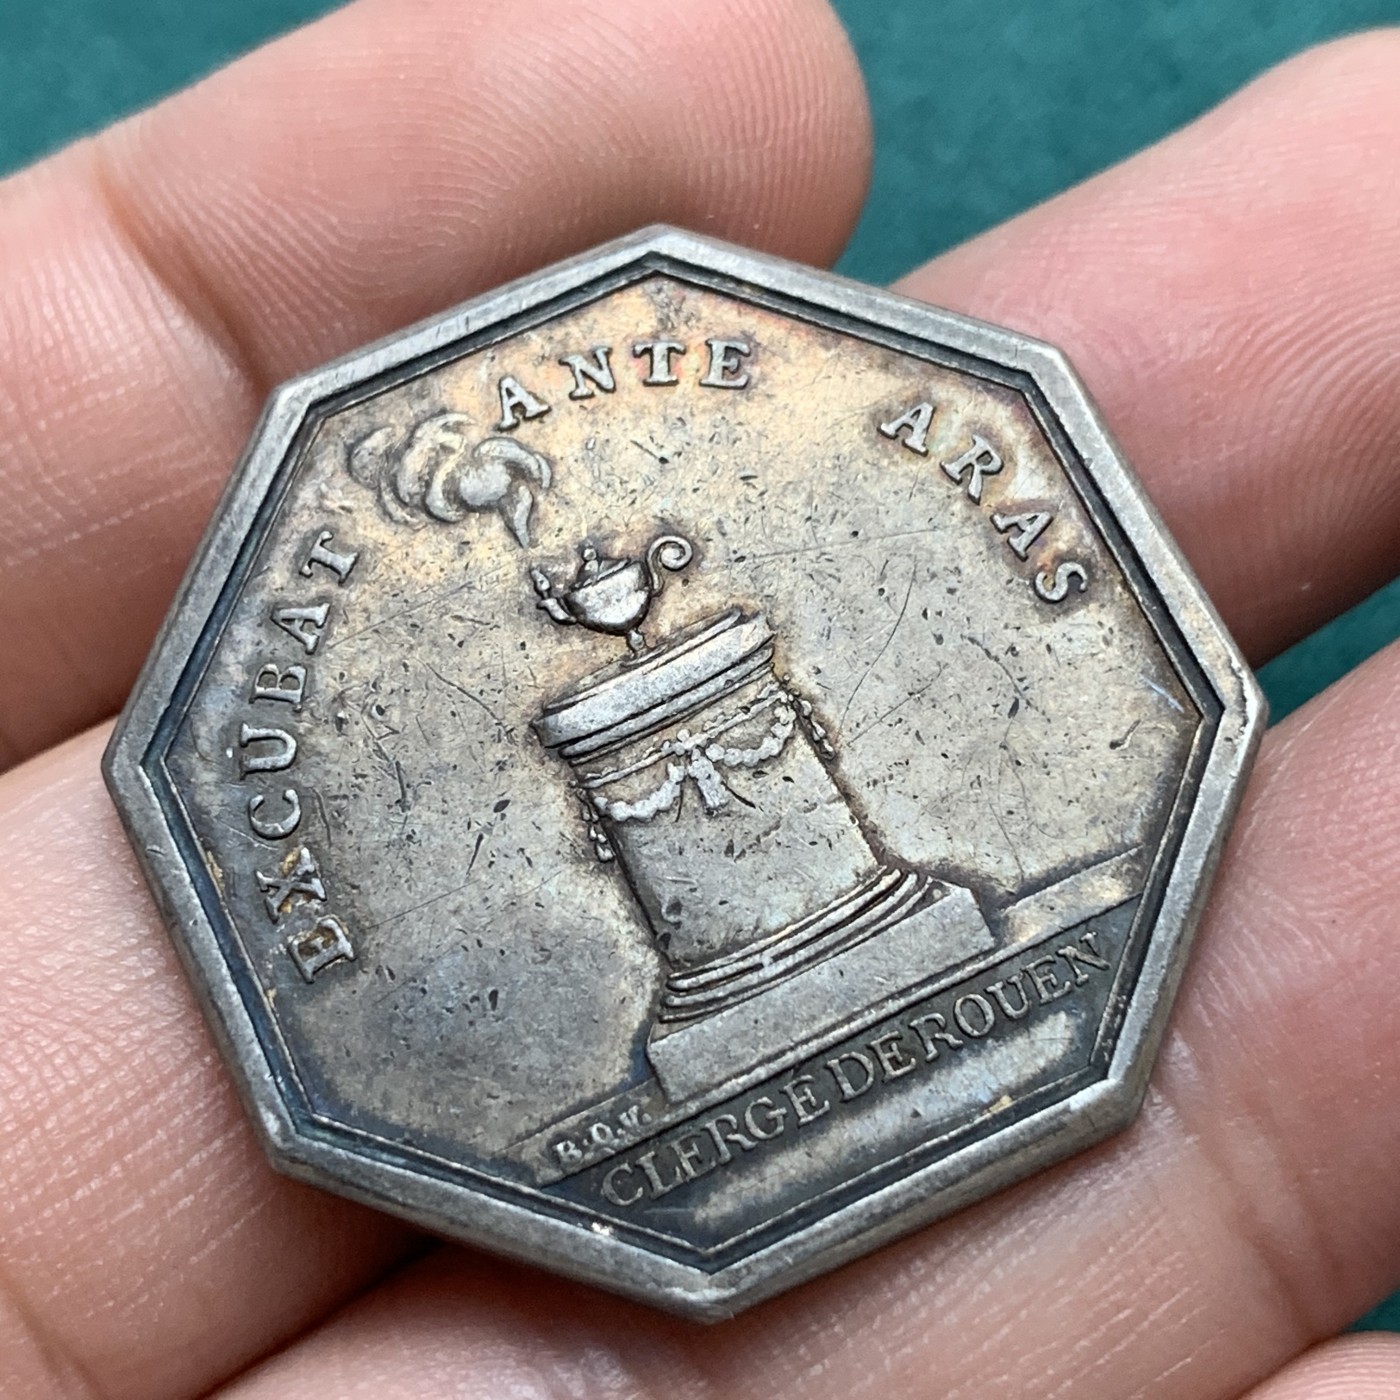 EXCUBAT ANTE ARAS
B.Q.V.
CLERGÉ DE ROUEN